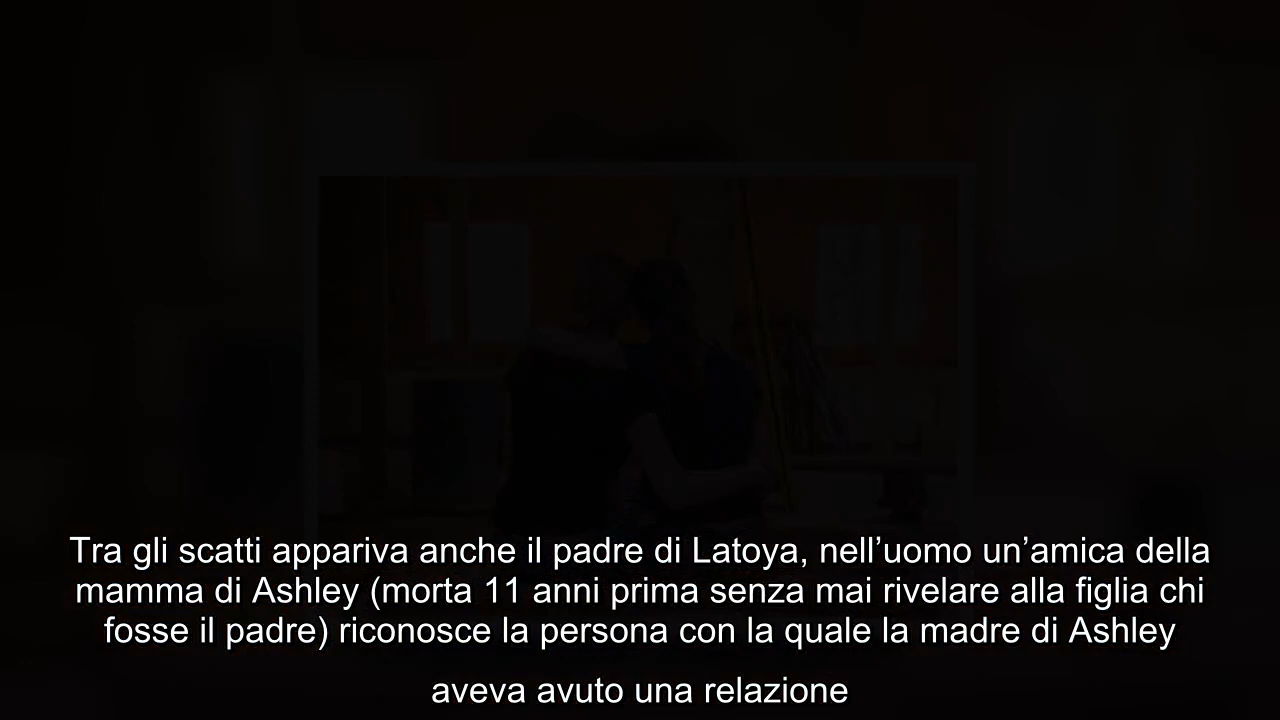 Tra gli scatti appariva anche il padre di Latoya, nell’uomo un’amica della
mamma di Ashley (morta 11 anni prima senza mai rivelare alla figlia chi
fosse il padre) riconosce la persona con la quale la madre di Ashley
aveva avuto una relazione